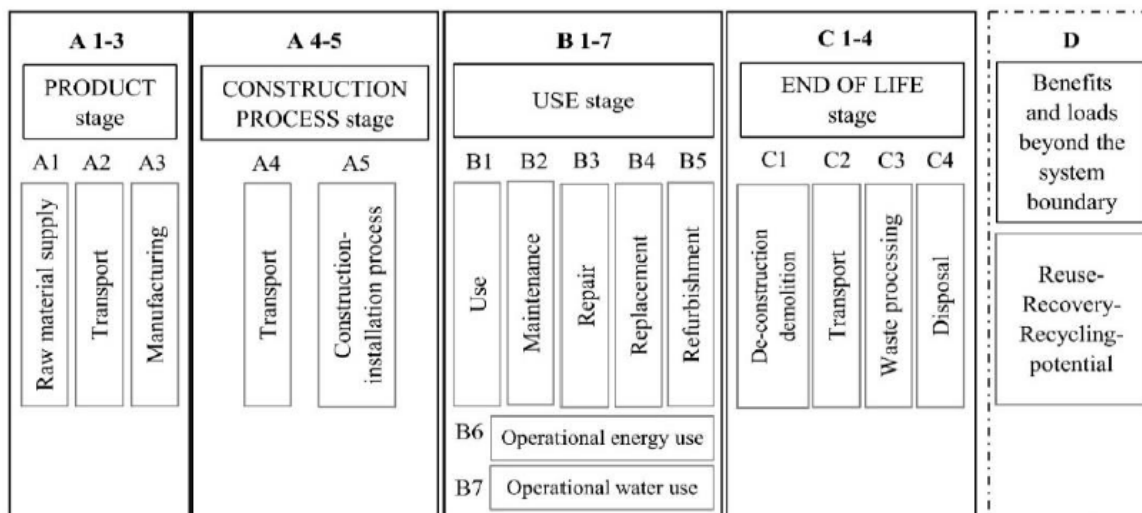 A 1-3
PRODUCT
stage
A1
A2
A3
Raw material supply
Transport
Manufacturing
A 4-5
CONSTRUCTION
PROCESS stage
A4
A5
Transport
Construction-
installation process
B 1-7
USE stage
B1
B2
B3
B4
B5
Use
Maintenance
Repair
Replacement
Refurbishment
B6
Operational energy use
B7
Operational water use
C 1-4
END OF LIFE
stage
C1
C2
C3
C4
De-construction
demolition
Transport
Waste processing
Disposal
D
Benefits
and loads
beyond the
system
boundary
Reuse-
Recovery-
Recycling-
potential